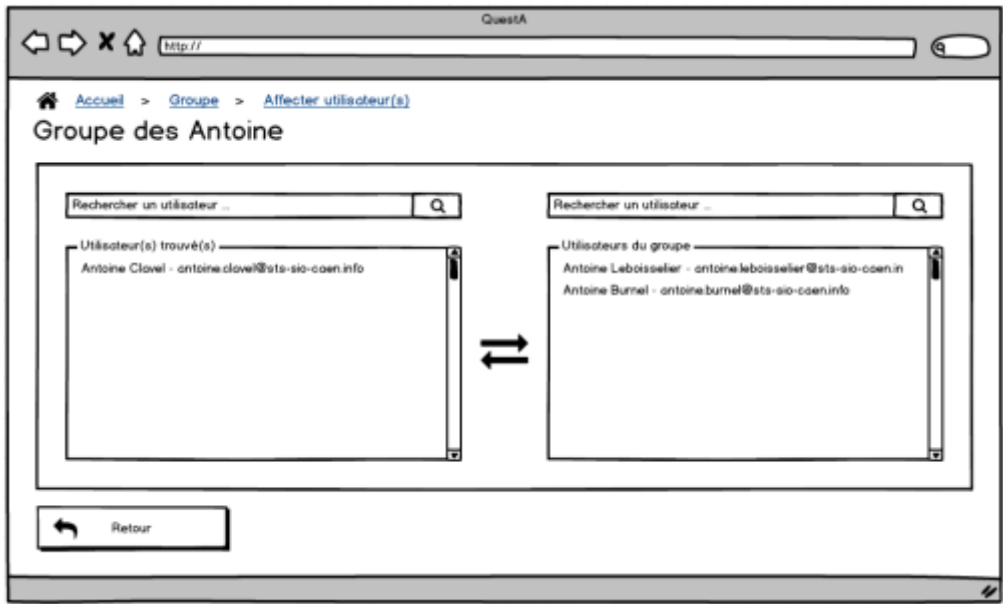 QuestA
http://
Accueil > Groupe > Affecter utilisateur(s)
Groupe des Antoine
Rechercher un utilisateur ...
Rechercher un utilisateur ...
Utilisateur(s) trouvé(s)
Antoine Clavel - antoine.clavel@sts-sio-caen.info
Utilisateurs du groupe
Antoine Leboisselier - antoine.leboisselier@sts-sio-caen.in
Antoine Burnel - antoine.burnel@sts-sio-caen.info
Retour